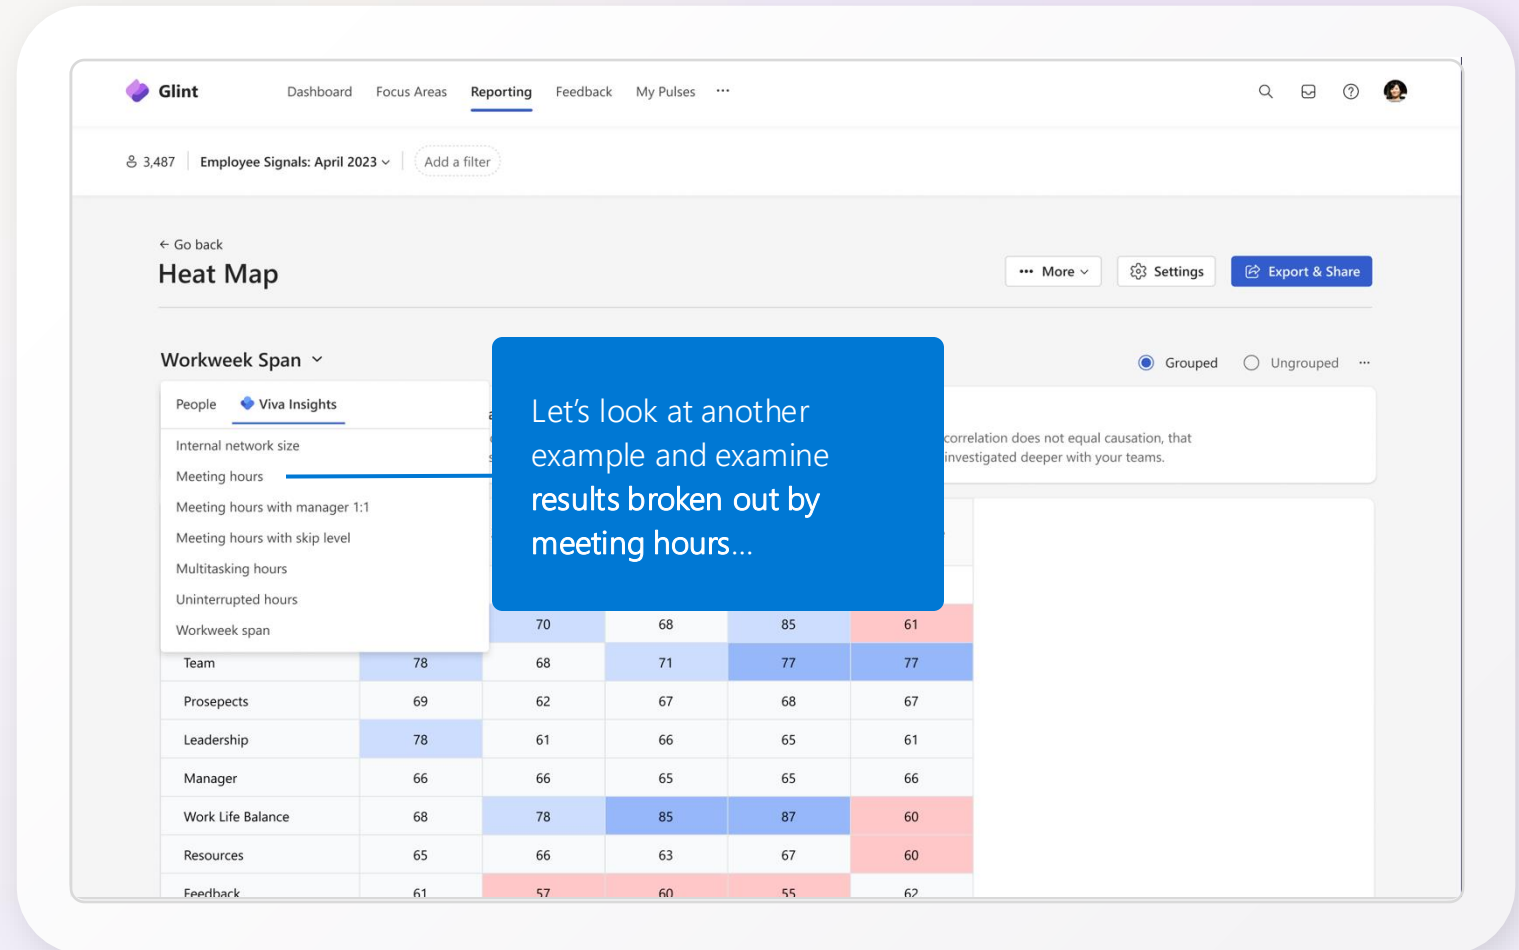 Glint Dashboard Focus Areas Reporting Feedback My Pulses ···
3,487 Employee Signals: April 2023 Add a filter
← Go back
Heat Map
··· More Settings Export & Share
Workweek Span
Grouped Ungrouped ···
People Viva Insights
Internal network size
Meeting hours
Meeting hours with manager 1:1
Meeting hours with skip level
Multitasking hours
Uninterrupted hours
Workweek span
correlation does not equal causation, that
investigated deeper with your teams.
Let's look at another
example and examine
results broken out by
meeting hours...
70 68 85 61
Team 78 68 71 77 77
Prosepects 69 62 67 68 67
Leadership 78 61 66 65 61
Manager 66 66 65 65 66
Work Life Balance 68 78 85 87 60
Resources 65 66 63 67 60
Feedback 61 57 60 55 62